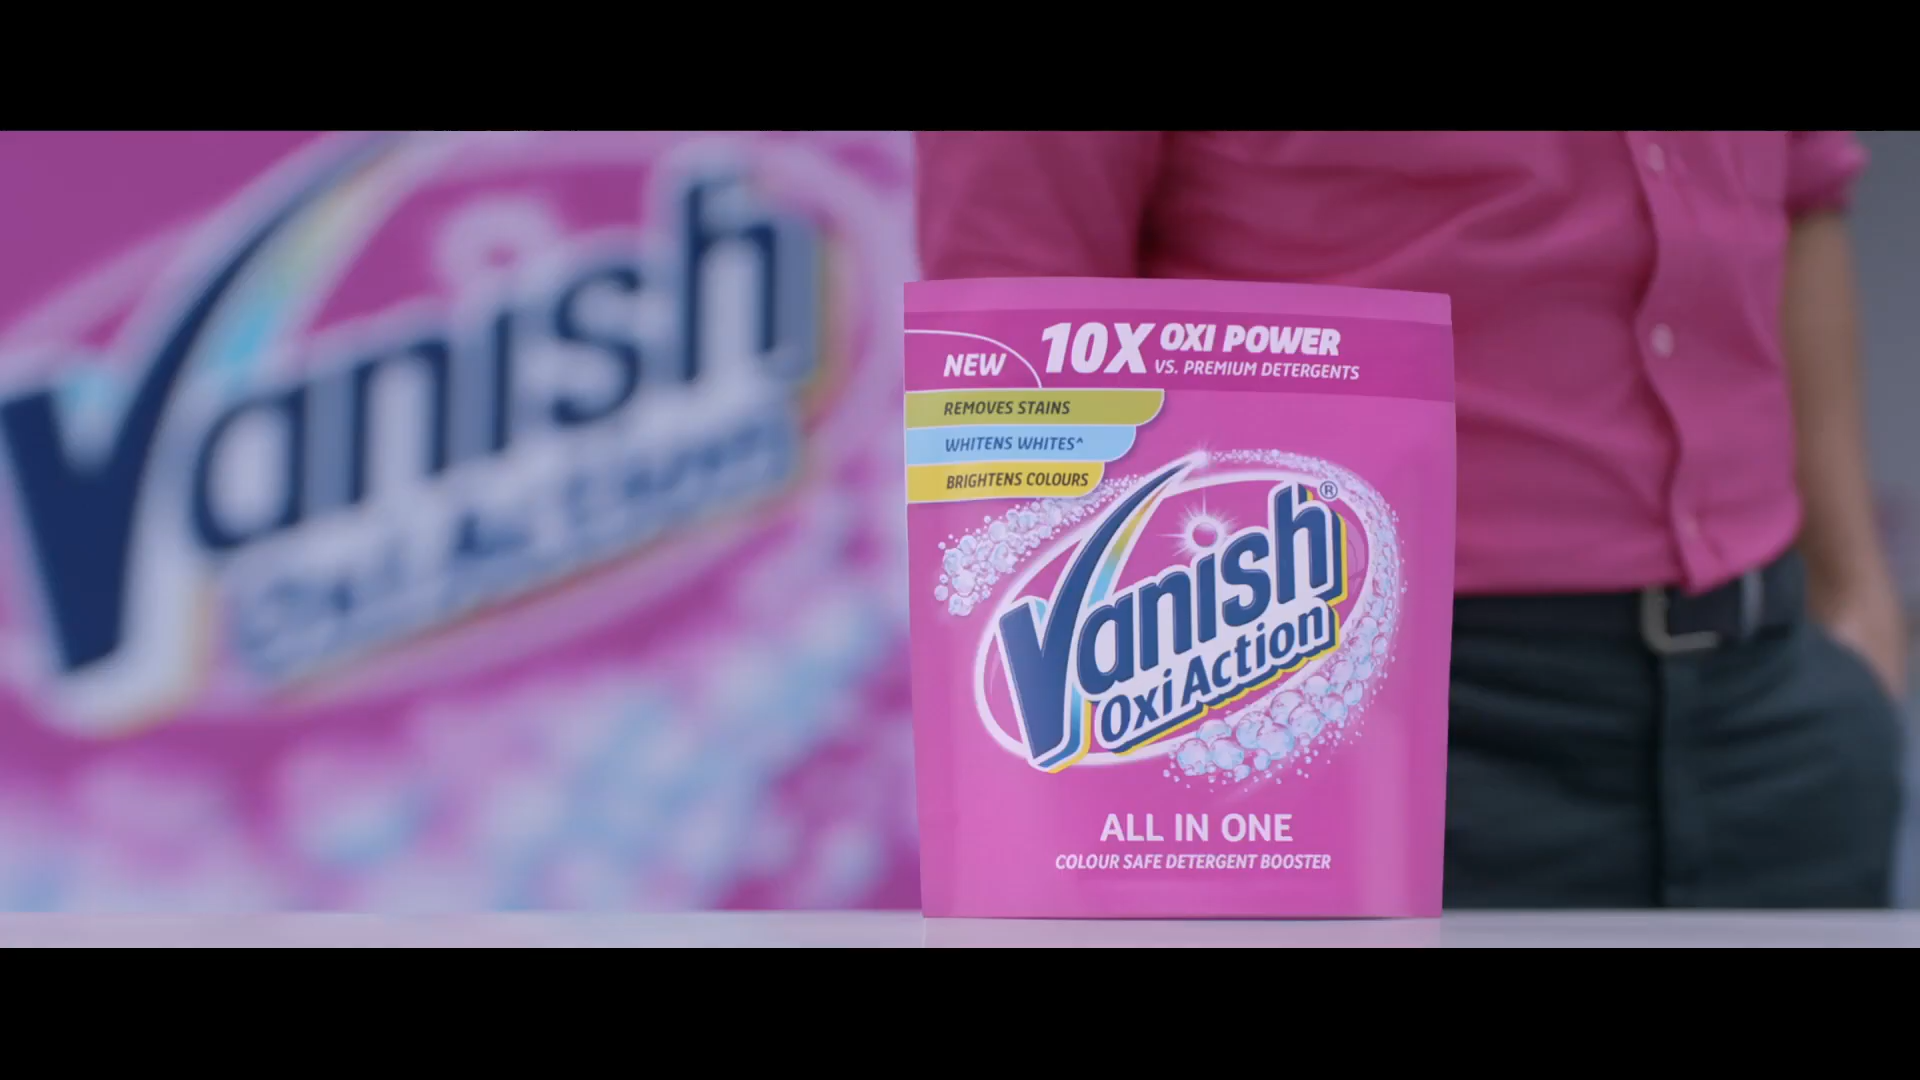 Vanish
NEW
10X OXI POWER
VS. PREMIUM DETERGENTS
REMOVES STAINS
WHITENS WHITES^
BRIGHTENS COLOURS
Vanish®
Oxi Action
ALL IN ONE
COLOUR SAFE DETERGENT BOOSTER